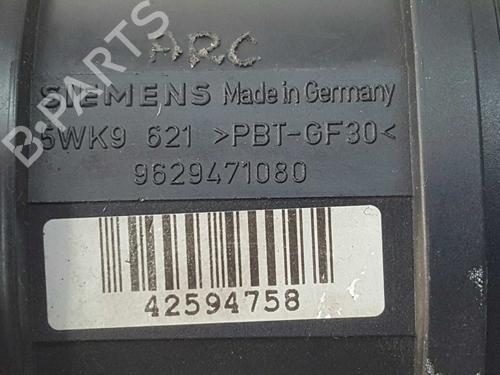 ARC
SIEMENS Made in Germany
5WK9 621 >PBT-GF30<
9629471080
42594758
B-PARTS